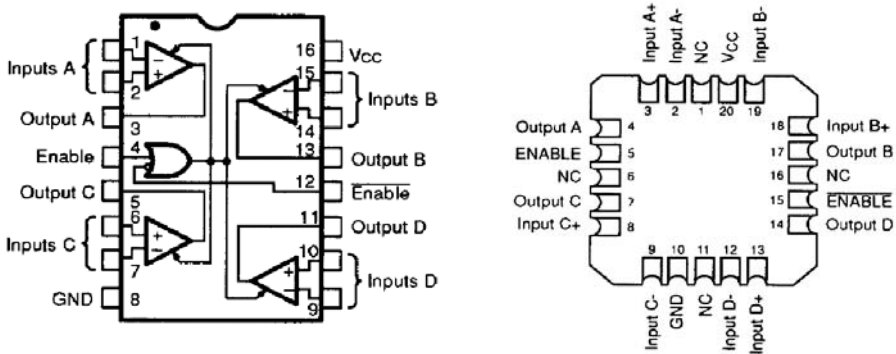 1
16
VCC
Inputs A
−
+
2
15
−
+
Inputs B
14
Output A
3
13
Output B
Enable
4
12
Enable
Output C
5
11
Output D
6
Inputs C
+
−
7
10
+
−
Inputs D
9
GND
8
Input A+
Input A-
NC
VCC
Input B-
3
2
1
20
19
Output A
4
18
Input B+
ENABLE
5
17
Output B
NC
6
16
NC
Output C
7
15
ENABLE
Input C+
8
14
Output D
9
10
11
12
13
Input C-
GND
NC
Input D-
Input D+